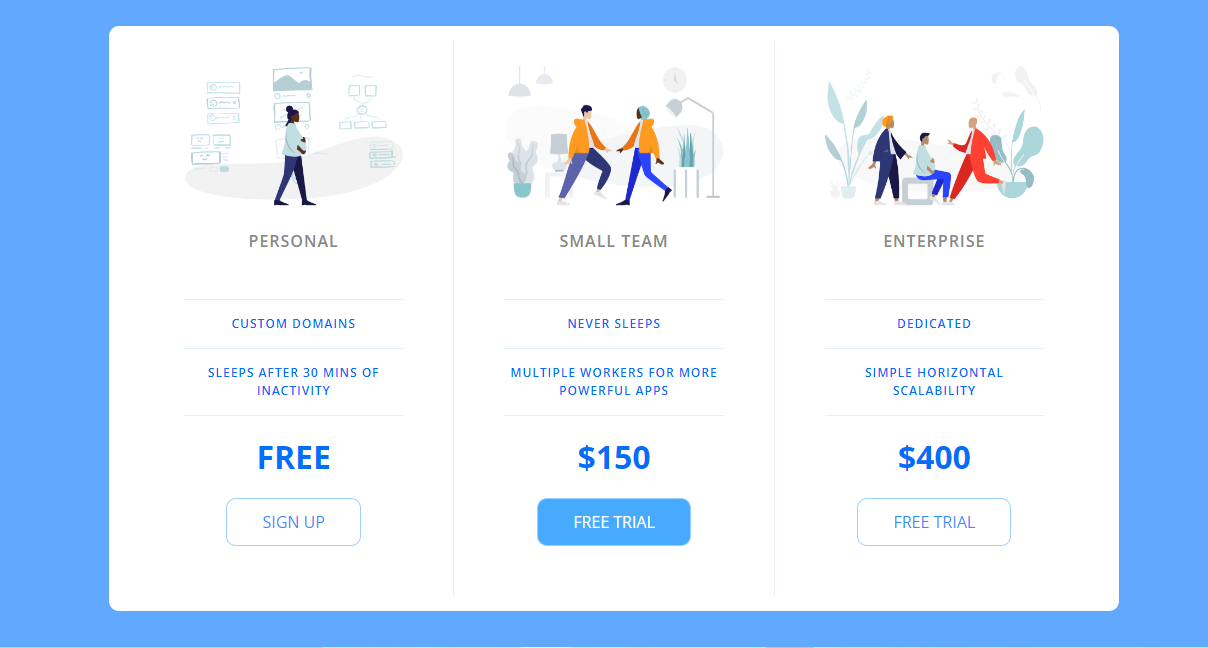 PERSONAL
CUSTOM DOMAINS
SLEEPS AFTER 30 MINS OF
INACTIVITY
FREE
SIGN UP
SMALL TEAM
NEVER SLEEPS
MULTIPLE WORKERS FOR MORE
POWERFUL APPS
$150
FREE TRIAL
ENTERPRISE
DEDICATED
SIMPLE HORIZONTAL
SCALABILITY
$400
FREE TRIAL